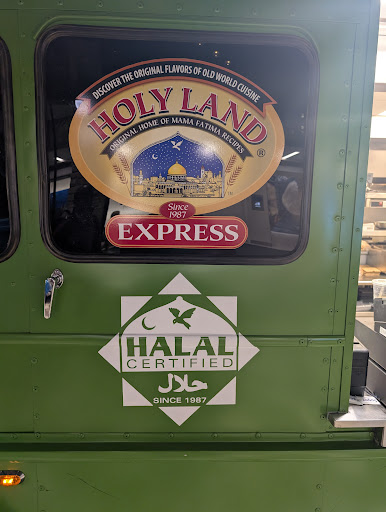 DISCOVER THE ORIGINAL FLAVORS OF OLD WORLD CUISINE
HOLY LAND®
ORIGINAL HOME OF MAMA FATIMA RECIPES
Since
1987
EXPRESS
HALAL
CERTIFIED
حلال
SINCE 1987